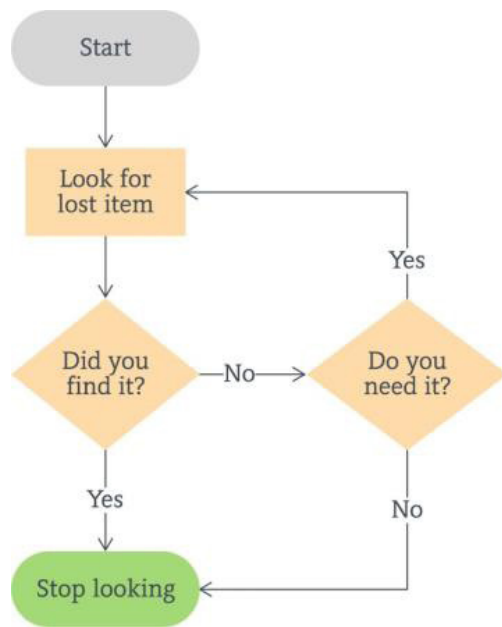 Start
Look for
lost item
Yes
Did you
find it?
No
Do you
need it?
Yes
No
Stop looking